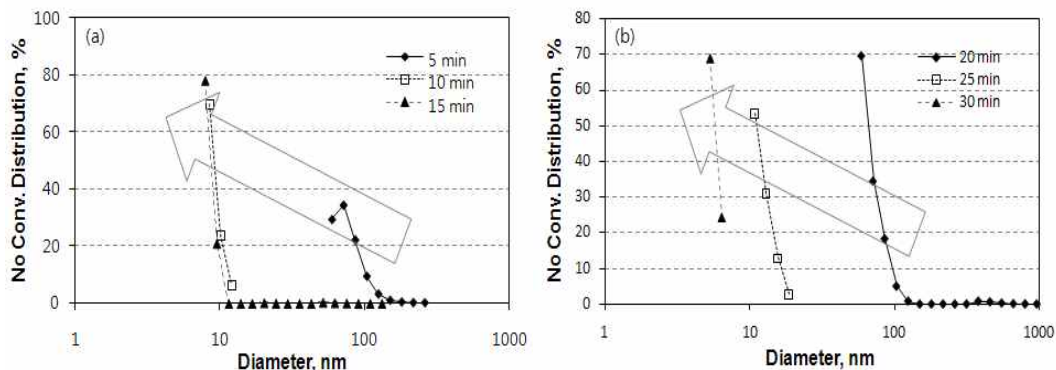 (a)
No Conv. Distribution, %
100
80
60
40
20
0
5 min
10 min
15 min
1 10 100 1000
Diameter, nm
(b)
No Conv. Distribution, %
80
70
60
50
40
30
20
10
0
20 min
25 min
30 min
1 10 100 1000
Diameter, nm